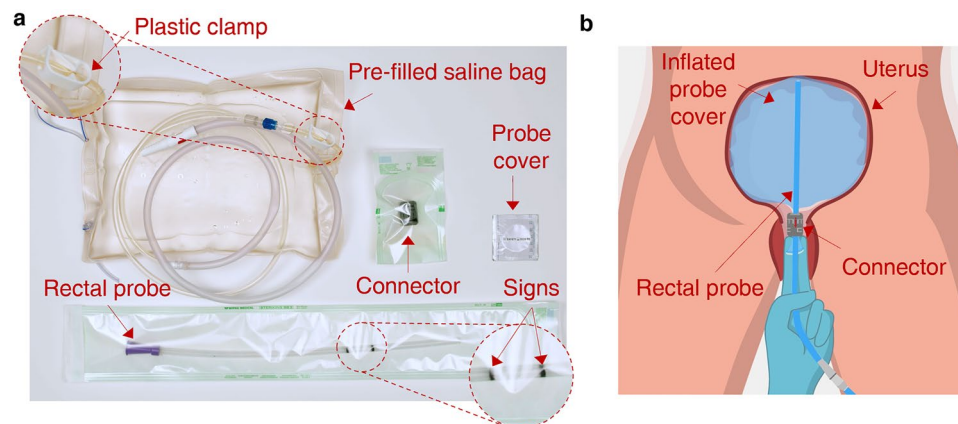 a
Plastic clamp
Pre-filled saline bag
Probe
cover
Connector
Rectal probe
Signs
b
Inflated
probe
cover
Uterus
Rectal probe
Connector